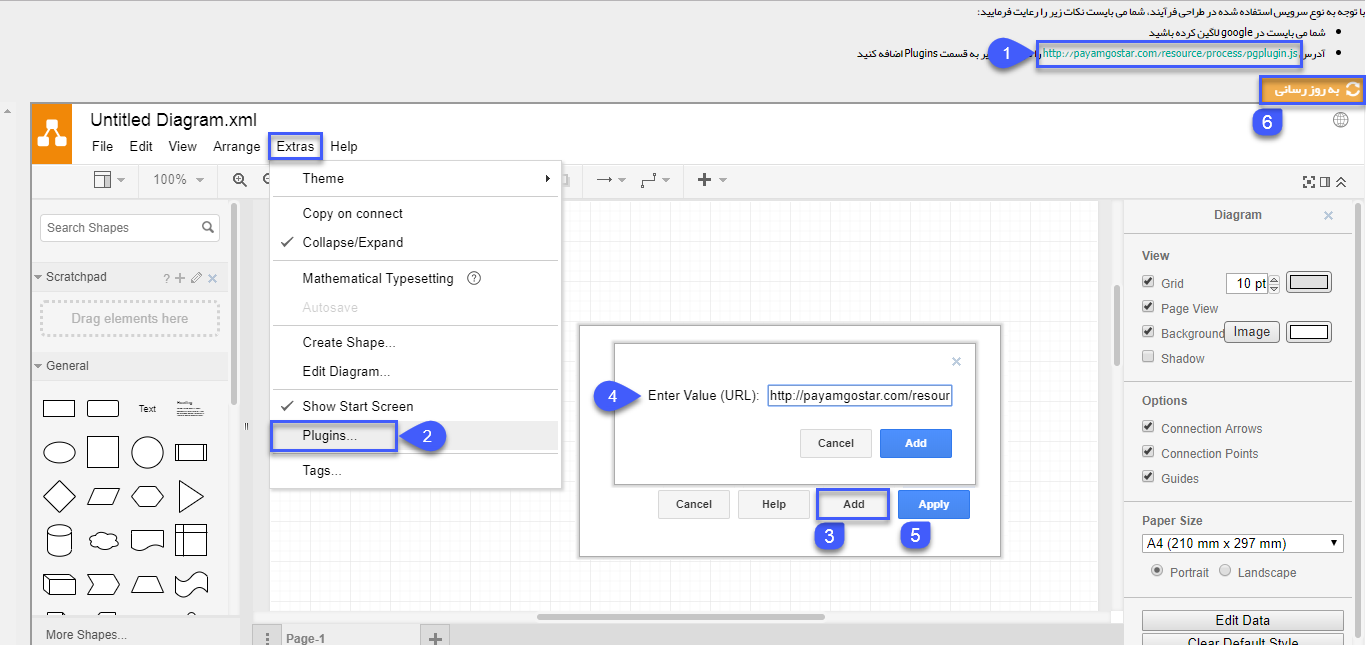 با توجه به نوع سرویس استفاده شده در طراحی فرآیند، شما می بایست نکات زیر را رعایت فرمایید:
شما می بایست در google لاگین کرده باشید
آدرس http://payamgostar.com/resource/process/pgplugin.js را یر به قسمت Plugins اضافه کنید
1
به روز رسانی
6
Untitled Diagram.xml
File Edit View Arrange Extras Help
100%
Theme
Copy on connect
Collapse/Expand
Mathematical Typesetting ?
Autosave
Create Shape...
Edit Diagram...
Show Start Screen
Plugins...
2
Tags...
Search Shapes
Scratchpad ?
Drag elements here
General
Text
Heading
More Shapes...
4
Enter Value (URL): http://payamgostar.com/resour
Cancel Add
Cancel Help Add Apply
3 5
Page-1
Diagram
View
Grid 10 pt
Page View
Background Image
Shadow
Options
Connection Arrows
Connection Points
Guides
Paper Size
A4 (210 mm x 297 mm)
Portrait Landscape
Edit Data
Clear Default Style